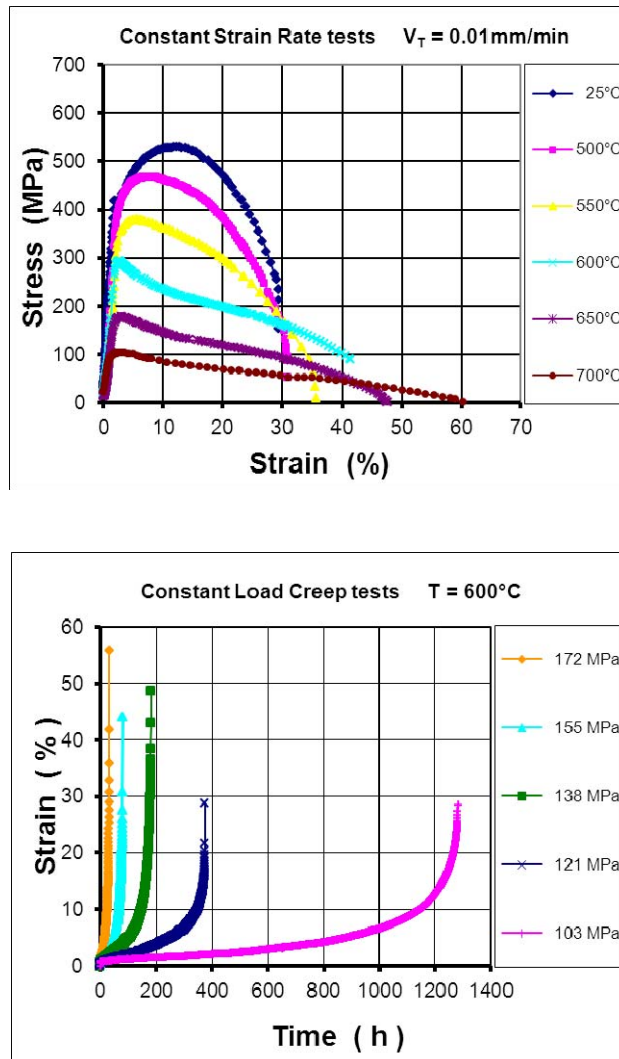 Constant Strain Rate tests V_T = 0.01mm/min
700
600
500
400
300
200
100
0
Stress (MPa)
0 10 20 30 40 50 60 70
Strain (%)
25°C
500°C
550°C
600°C
650°C
700°C
Constant Load Creep tests T = 600°C
60
50
40
30
20
10
0
Strain ( % )
0 200 400 600 800 1000 1200 1400
Time ( h )
172 MPa
155 MPa
138 MPa
121 MPa
103 MPa